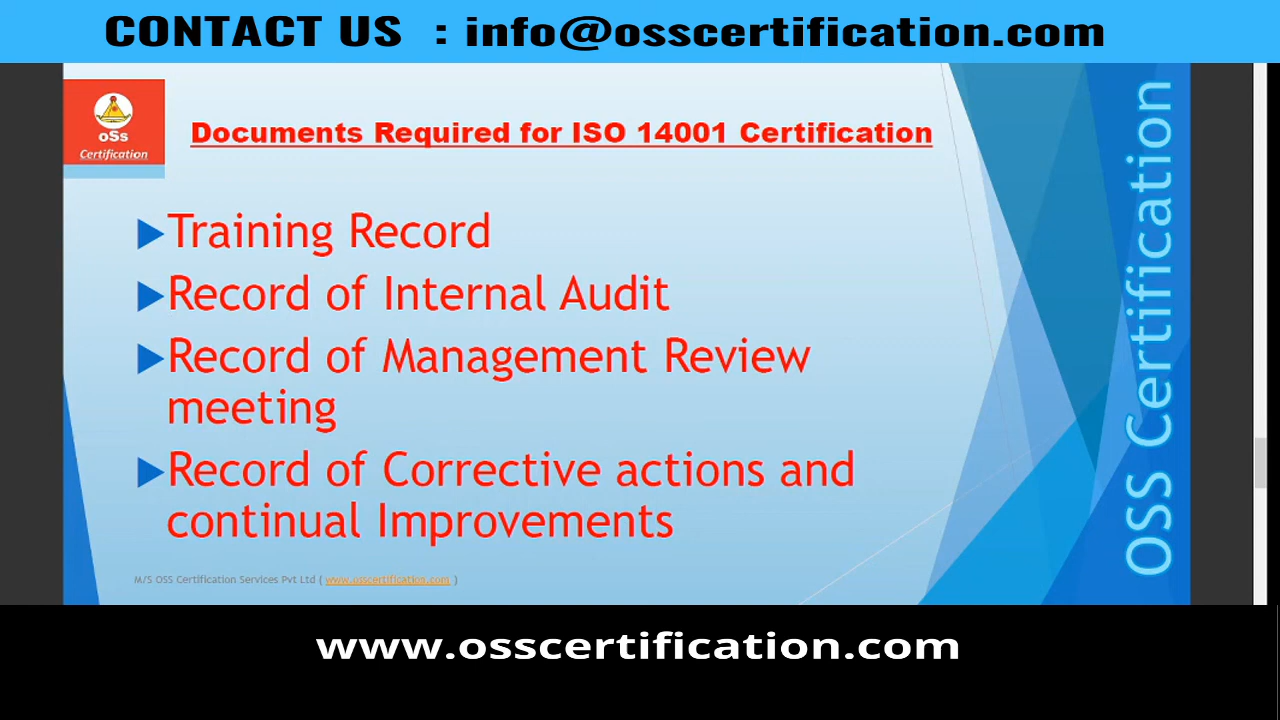 CONTACT US : info@osscertification.com
oSs
Certification
Documents Required for ISO 14001 Certification
Training Record
Record of Internal Audit
Record of Management Review
meeting
Record of Corrective actions and
continual Improvements
M/S OSS Certification Services Pvt Ltd ( www.osscertification.com )
OSS Certification
www.osscertification.com